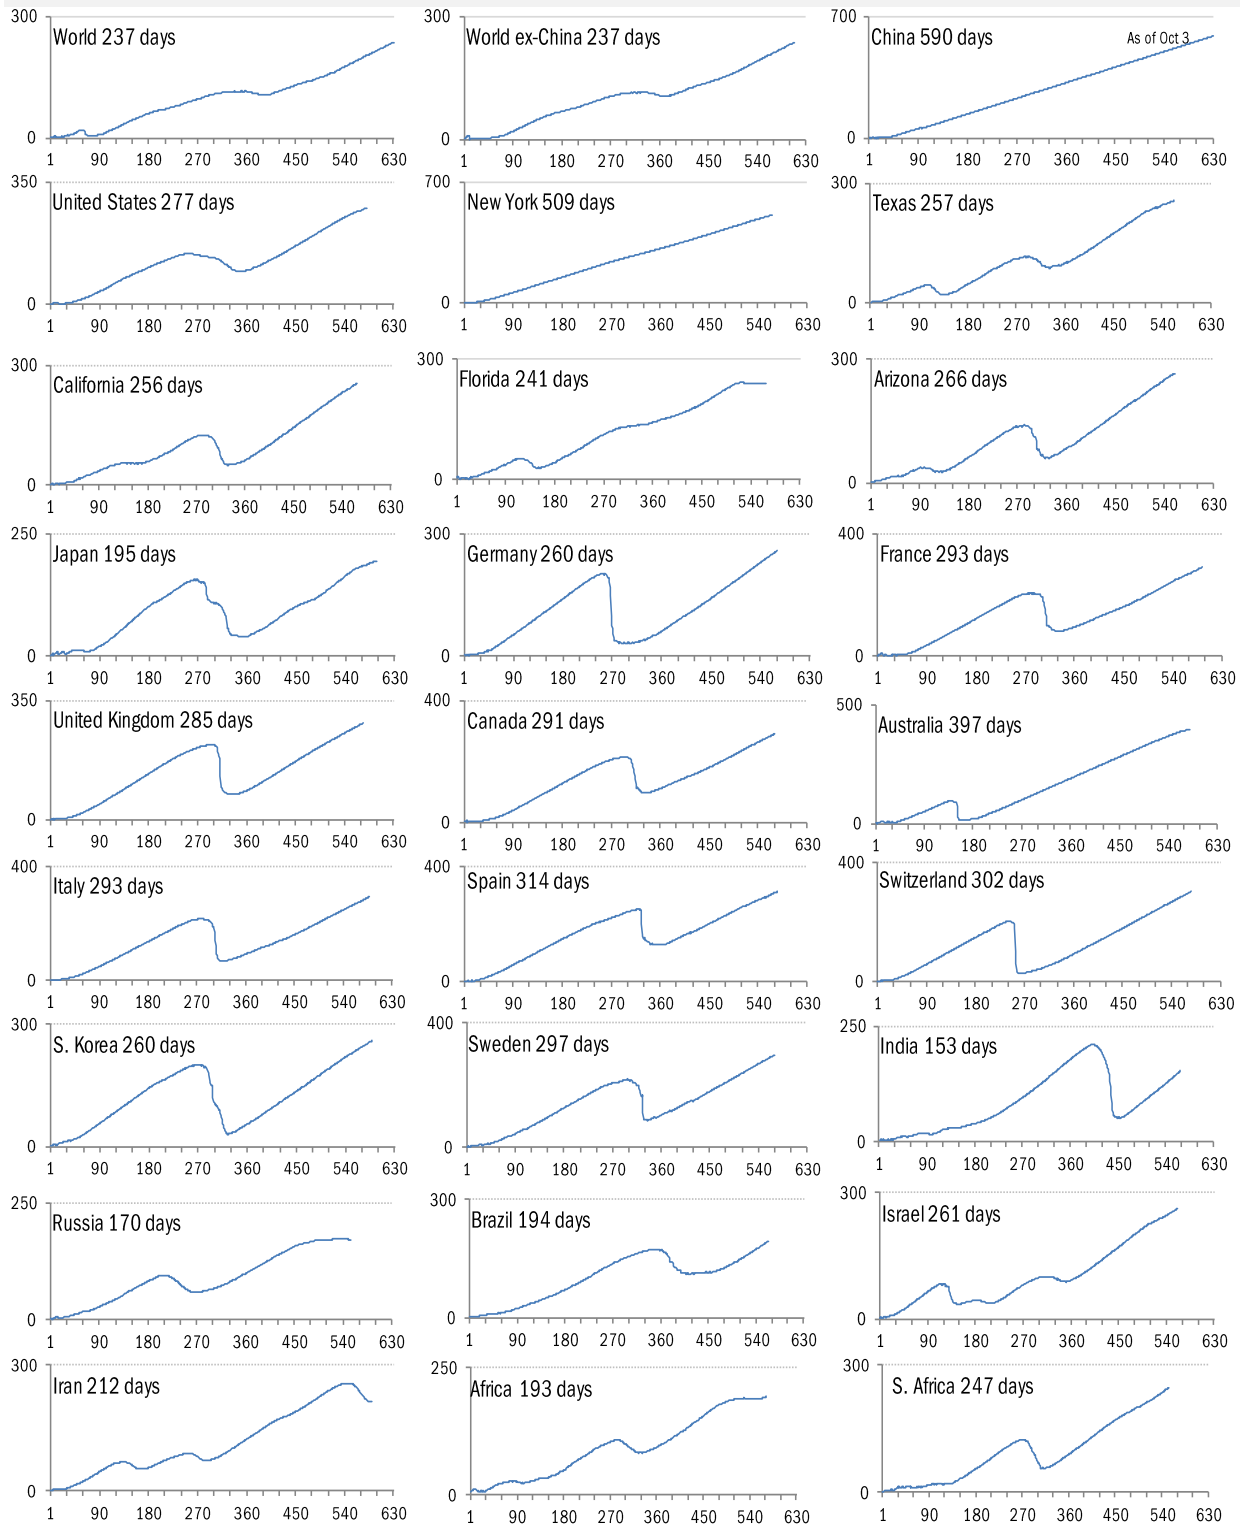 300 300 700
World 237 days World ex-China 237 days China 590 days As of Oct 3
0 0 0
1 90 180 270 360 450 540 630 1 90 180 270 360 450 540 630 1 90 180 270 360 450 540 630
350 700 300
United States 277 days New York 509 days Texas 257 days
0 0 0
1 90 180 270 360 450 540 630 1 90 180 270 360 450 540 630 1 90 180 270 360 450 540 630
300 300 300
California 256 days Florida 241 days Arizona 266 days
0 0 0
1 90 180 270 360 450 540 630 1 90 180 270 360 450 540 630 1 90 180 270 360 450 540 630
250 300 400
Japan 195 days Germany 260 days France 293 days
0 0 0
1 90 180 270 360 450 540 630 1 90 180 270 360 450 540 630 1 90 180 270 360 450 540 630
350 400 500
United Kingdom 285 days Canada 291 days Australia 397 days
0 0 0
1 90 180 270 360 450 540 630 1 90 180 270 360 450 540 630 1 90 180 270 360 450 540 630
400 400 400
Italy 293 days Spain 314 days Switzerland 302 days
0 0 0
1 90 180 270 360 450 540 630 1 90 180 270 360 450 540 630 1 90 180 270 360 450 540 630
300 400 250
S. Korea 260 days Sweden 297 days India 153 days
0 0 0
1 90 180 270 360 450 540 630 1 90 180 270 360 450 540 630 1 90 180 270 360 450 540 630
250 300 300
Russia 170 days Brazil 194 days Israel 261 days
0 0 0
1 90 180 270 360 450 540 630 1 90 180 270 360 450 540 630 1 90 180 270 360 450 540 630
300 250 300
Iran 212 days Africa 193 days S. Africa 247 days
0 0 0
1 90 180 270 360 450 540 630 1 90 180 270 360 450 540 630 1 90 180 270 360 450 540 630